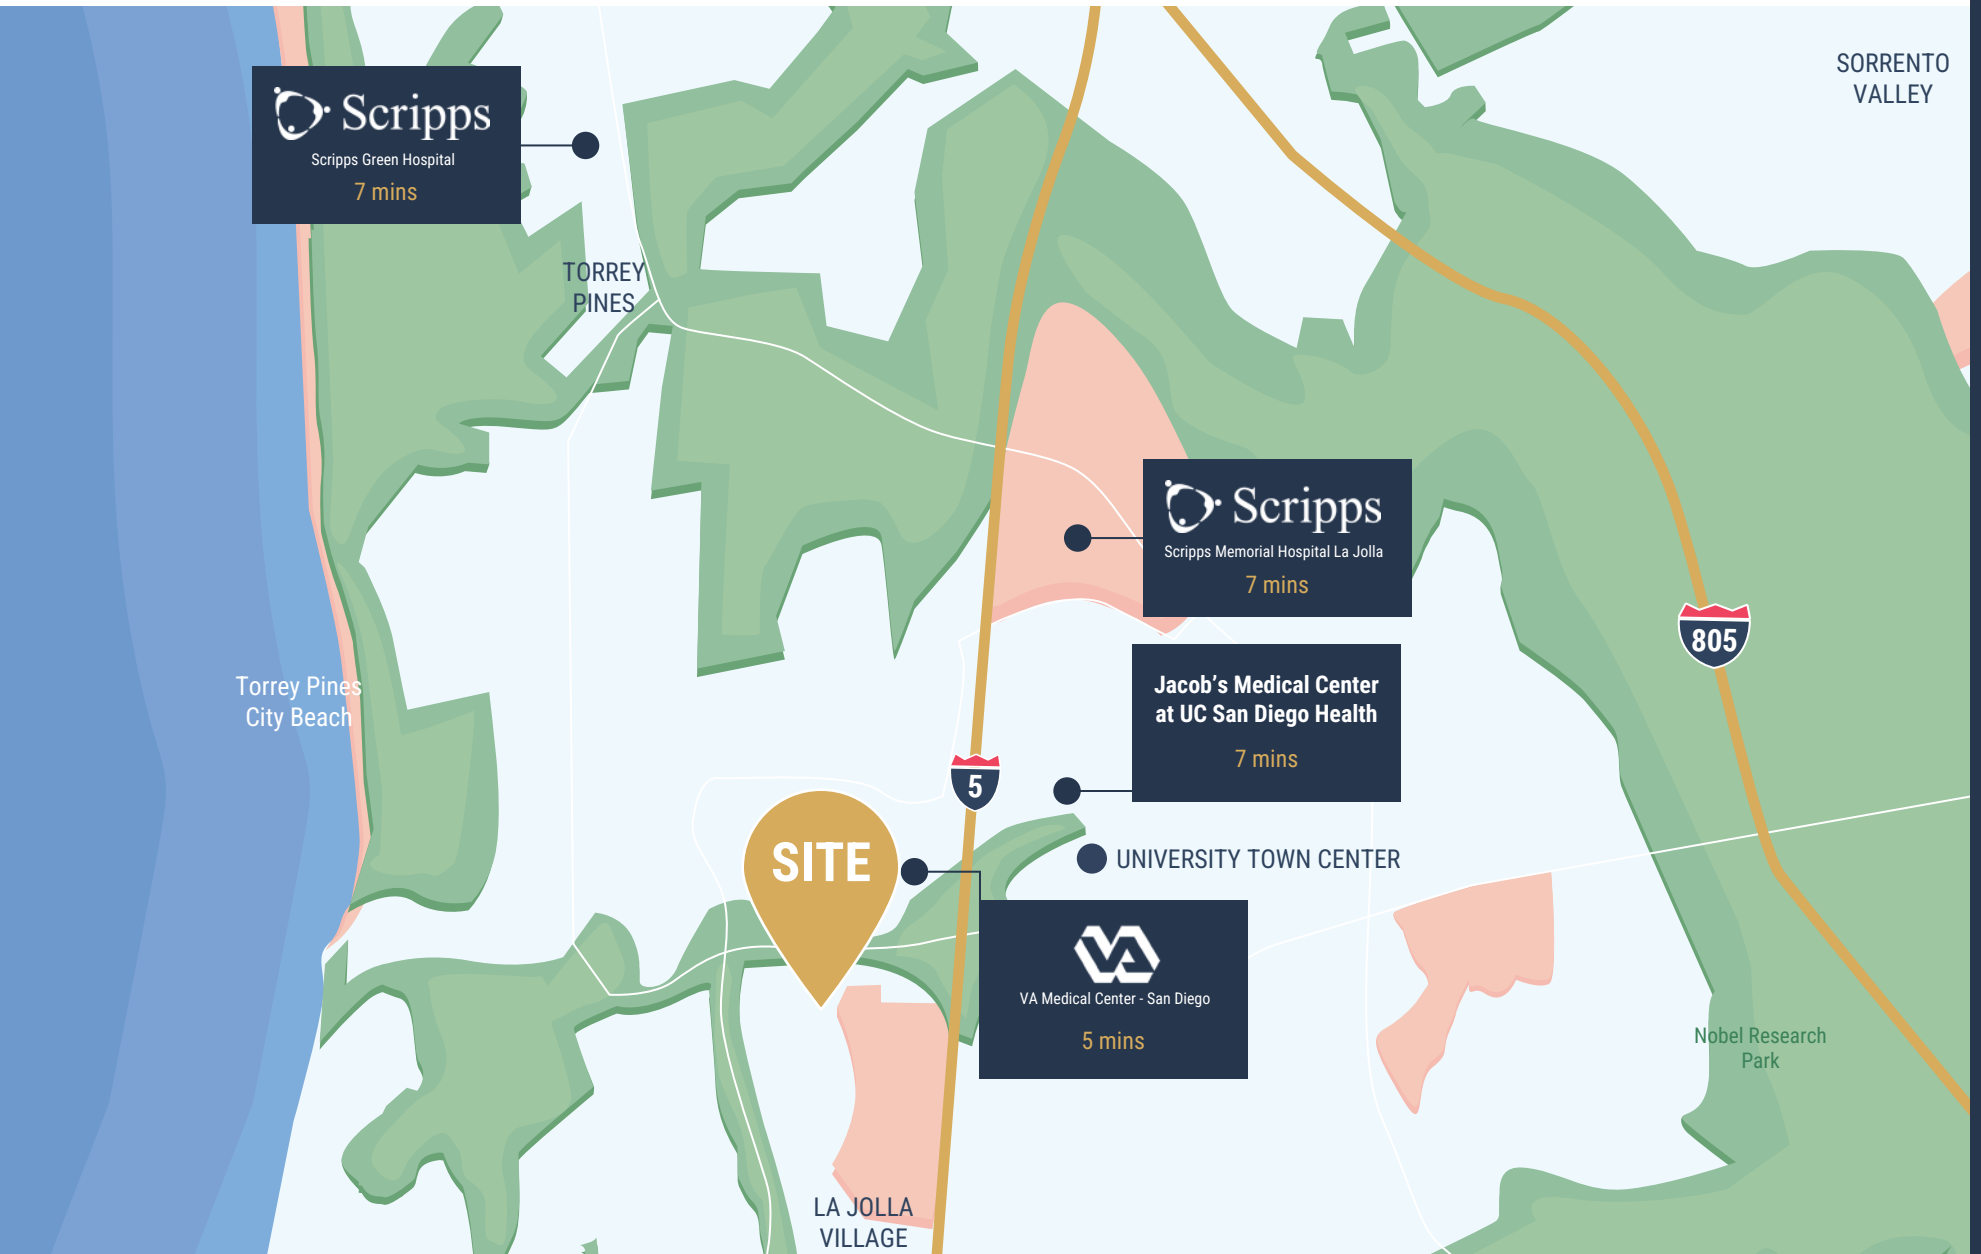 SORRENTO
VALLEY
Scripps
Scripps Green Hospital
7 mins
TORREY
PINES
Scripps
Scripps Memorial Hospital La Jolla
7 mins
805
Jacob’s Medical Center
at UC San Diego Health
7 mins
Torrey Pines
City Beach
5
SITE
UNIVERSITY TOWN CENTER
VA
VA Medical Center - San Diego
5 mins
Nobel Research
Park
LA JOLLA
VILLAGE